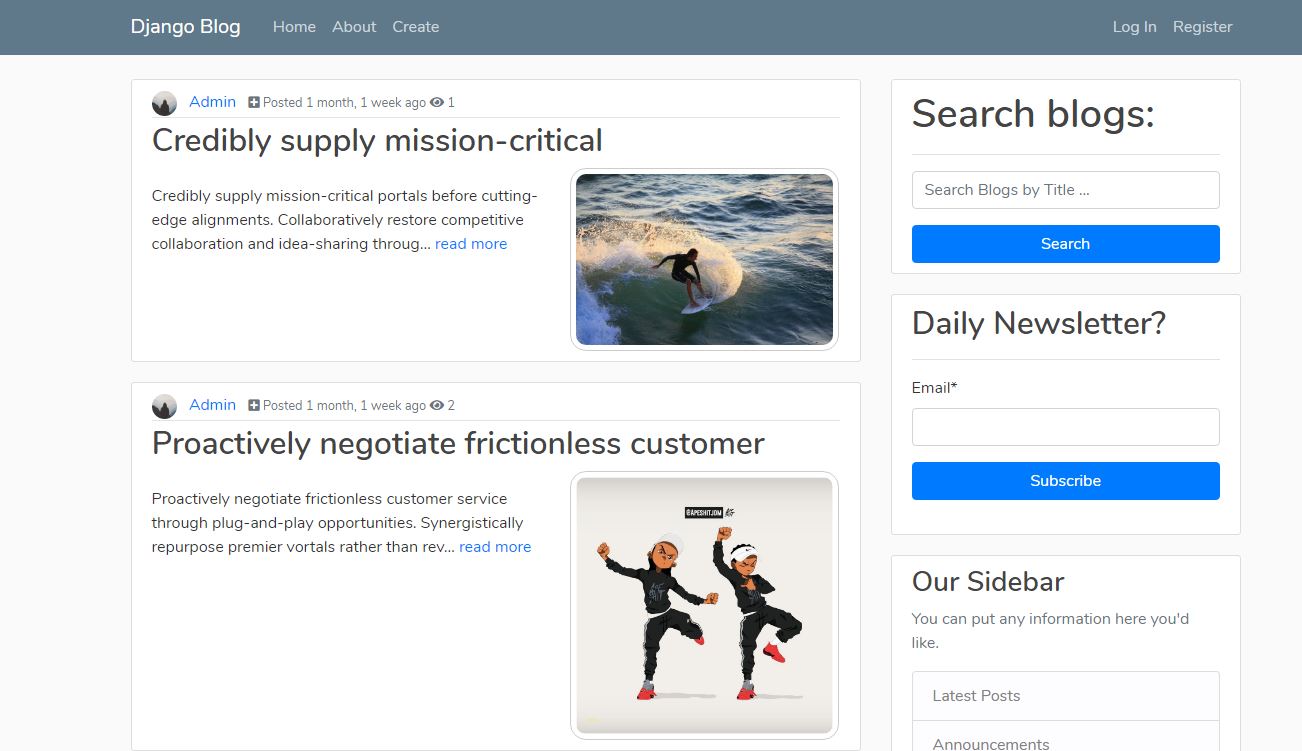 Django Blog Home About Create Log In Register
Admin Posted 1 month, 1 week ago 1
Credibly supply mission-critical
Credibly supply mission-critical portals before cutting-
edge alignments. Collaboratively restore competitive
collaboration and idea-sharing throug... read more
Admin Posted 1 month, 1 week ago 2
Proactively negotiate frictionless customer
Proactively negotiate frictionless customer service
through plug-and-play opportunities. Synergistically
repurpose premier vortals rather than rev... read more
@APESHITJDM
Search blogs:
Search Blogs by Title ...
Search
Daily Newsletter?
Email*
Subscribe
Our Sidebar
You can put any information here you'd
like.
Latest Posts
Announcements